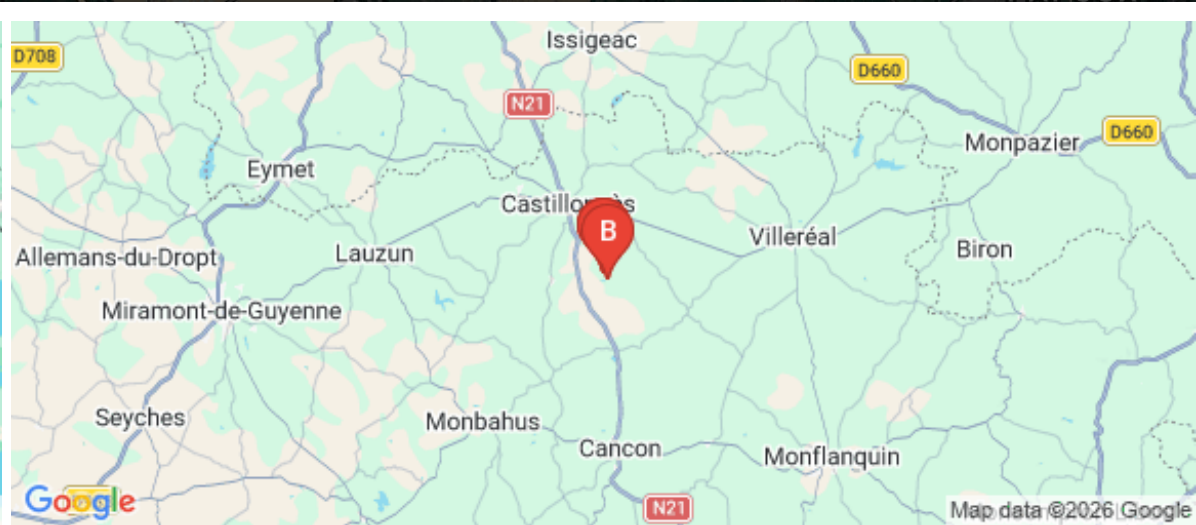 Issigeac
D708
D660
N21
Monpazier
D660
Eymet
Castillonnès
B
Villeréal
Biron
Lauzun
Allemans-du-Dropt
Miramont-de-Guyenne
Seyches
Monbahus
Cancon
Monflanquin
Google
N21
Map data ©2026 Google